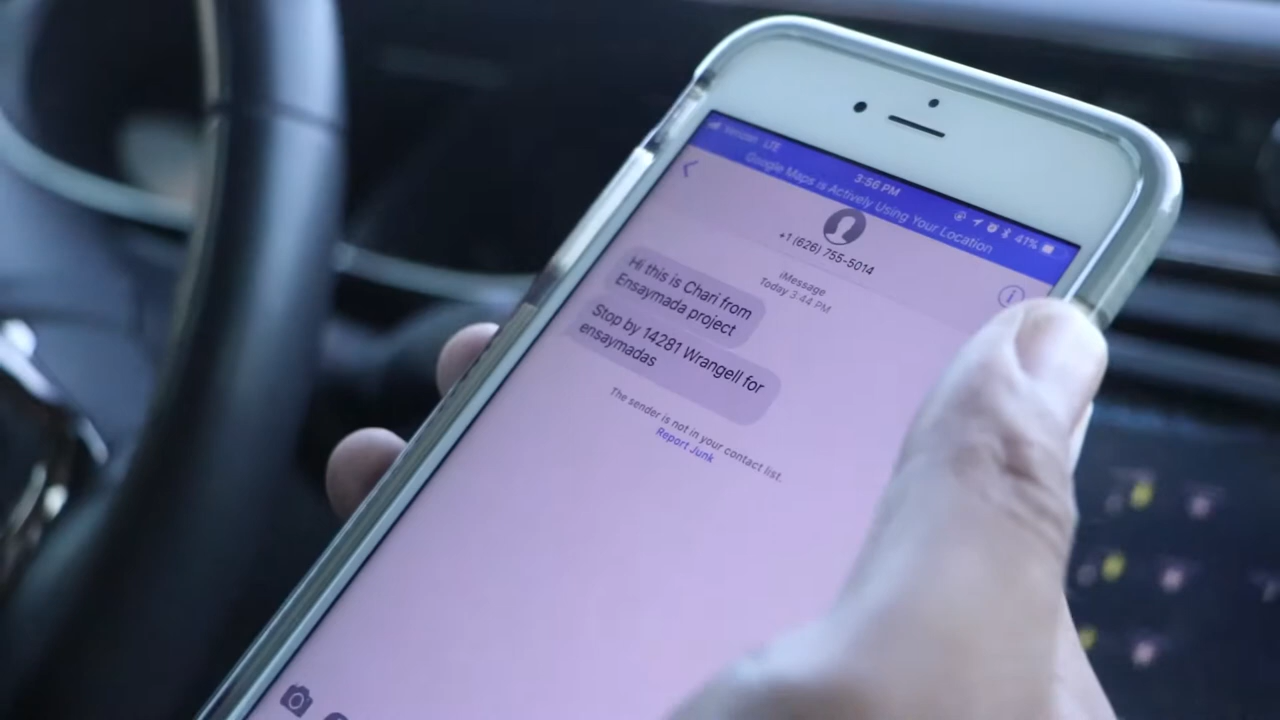 Verizon LTE
3:56 PM
41%
Google Maps is Actively Using Your Location
+1 (626) 755-5014
iMessage
Today 3:44 PM
Hi this is Chari from
Ensaymada project
Stop by 14281 Wrangell for
ensaymadas
The sender is not in your contact list.
Report Junk